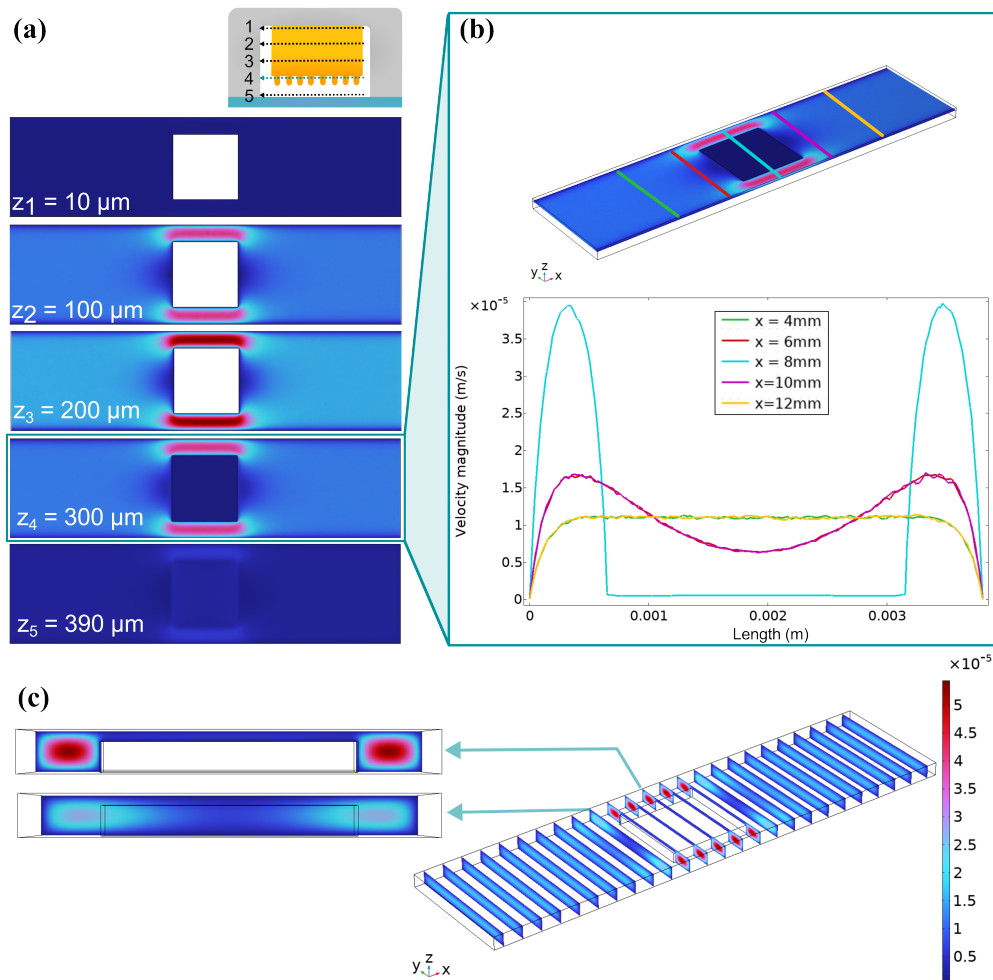 (a)
1
2
3
4
5
z1 = 10 μm
z2 = 100 μm
z3 = 200 μm
z4 = 300 μm
z5 = 390 μm
(b)
y z x
×10⁻⁵
3.5
3
2.5
2
1.5
1
0.5
0
Velocity magnitude (m/s)
x = 4mm
x = 6mm
x = 8mm
x=10mm
x=12mm
0 0.001 0.002 0.003
Length (m)
(c)
y z x
×10⁻⁵
5
4.5
4
3.5
3
2.5
2
1.5
1
0.5